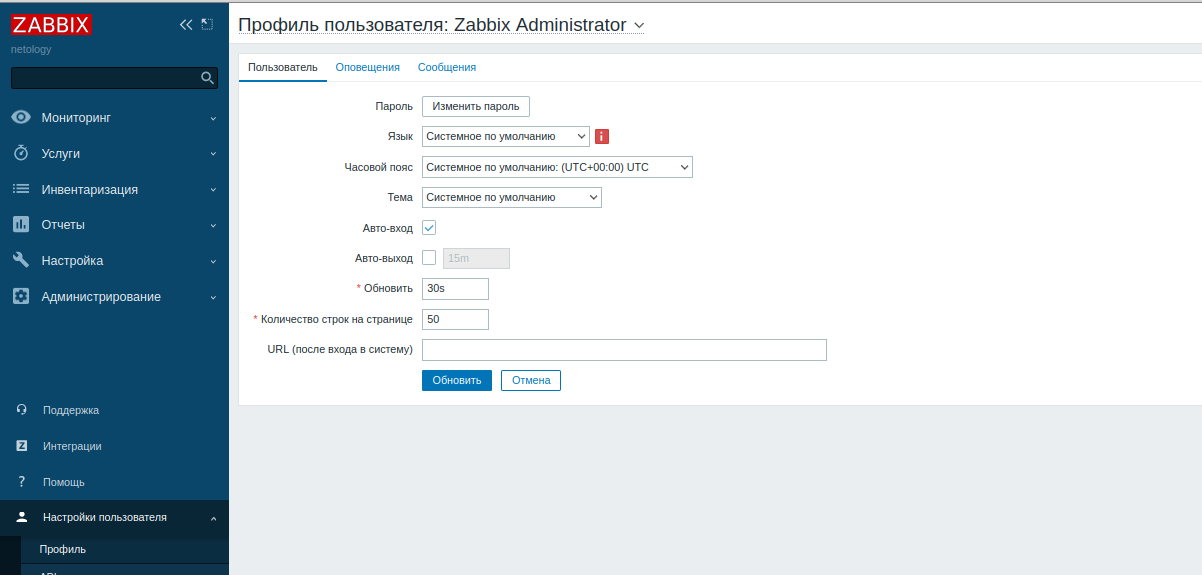 ZABBIX
netology
Мониторинг
Услуги
Инвентаризация
Отчеты
Настройка
Администрирование
Поддержка
Z Интеграции
? Помощь
Настройки пользователя
Профиль
Профиль пользователя: Zabbix Administrator
Пользователь Оповещения Сообщения
Пароль Изменить пароль
Язык Системное по умолчанию i
Часовой пояс Системное по умолчанию: (UTC+00:00) UTC
Тема Системное по умолчанию
Авто-вход
Авто-выход 15m
* Обновить 30s
* Количество строк на странице 50
URL (после входа в систему)
Обновить Отмена